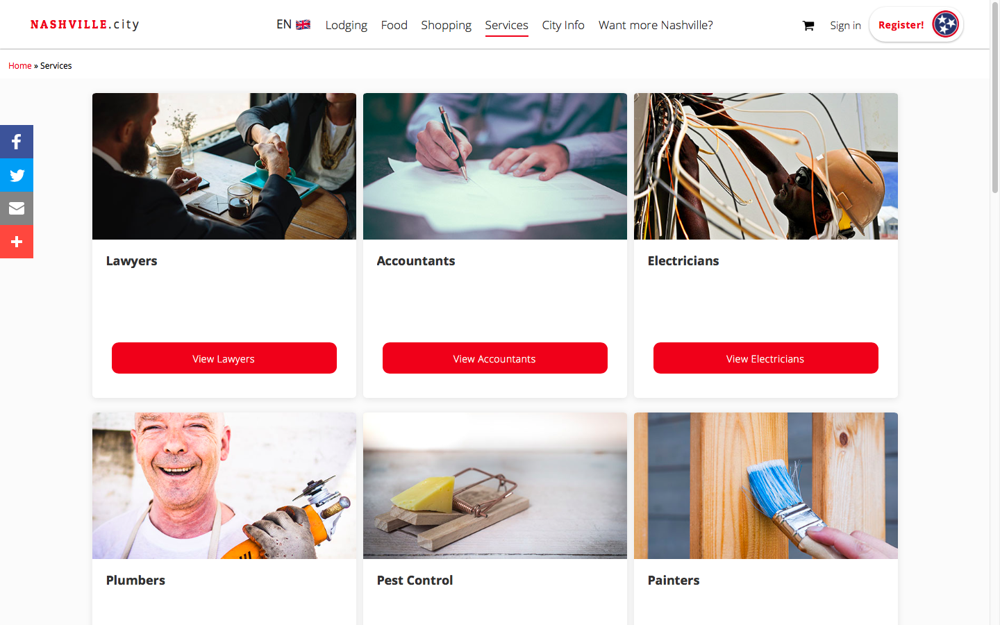 NASHVILLE.city
EN Lodging Food Shopping Services City Info Want more Nashville?
Sign in
Register!
Home » Services
Lawyers
Accountants
Electricians
View Lawyers
View Accountants
View Electricians
Plumbers
Pest Control
Painters